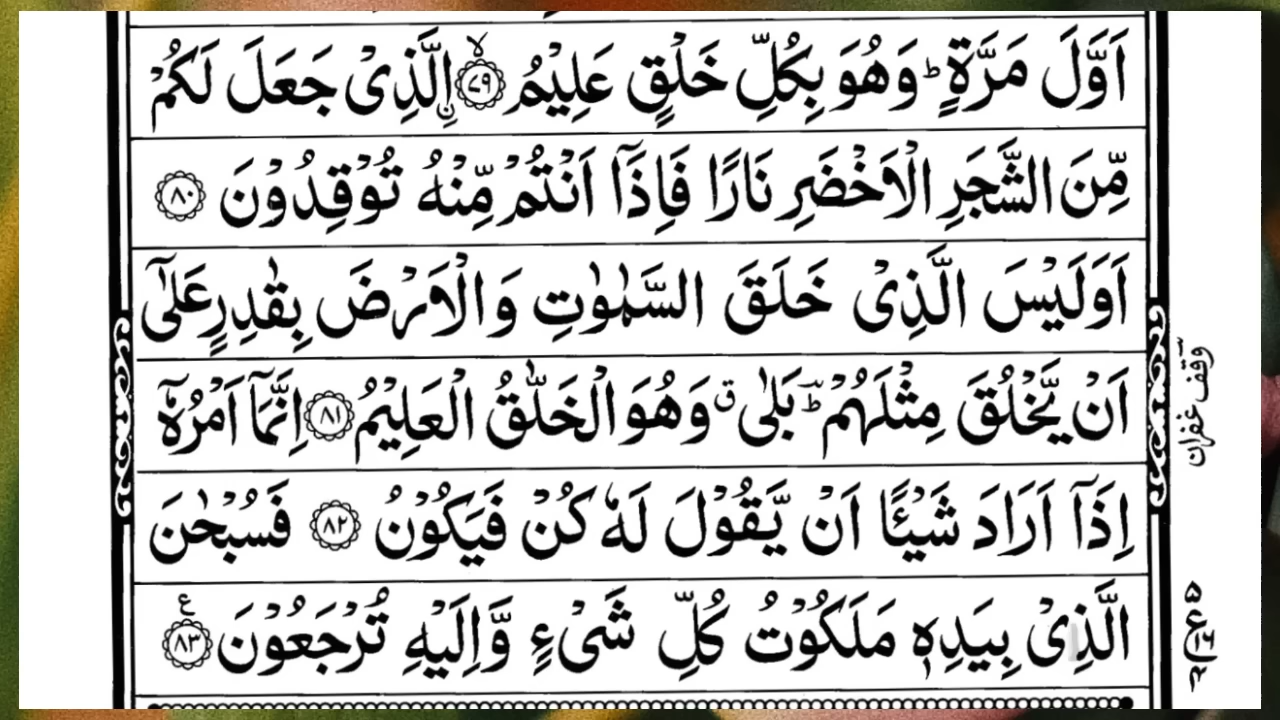 اَوَّلَ مَرَّةٍ ؕ وَهُوَ بِكُلِّ خَلْقٍ عَلِيْمُ ۙ﴿۷۹﴾ اِ۟لَّذِىْ جَعَلَ لَكُمْ
مِّنَ الشَّجَرِ الْاَخْضَرِ نَارًا فَاِذَاۤ اَنْتُمْ مِّنْهُ تُوْقِدُوْنَ ﴿۸۰﴾
اَوَلَيْسَ الَّذِىْ خَلَقَ السَّمٰوٰتِ وَالْاَرْضَ بِقٰدِرٍ عَلٰٓى
اَنْ يَّخْلُقَ مِثْلَهُمْ ؕ بَلٰى ۗ وَهُوَ الْخَلّٰقُ الْعَلِيْمُ ﴿۸۱﴾ اِنَّمَاۤ اَمْرُهٗۤ
اِذَاۤ اَرَادَ شَيْـًٔا اَنْ يَّقُوْلَ لَهٗ كُنْ فَيَكُوْنُ ﴿۸۲﴾ فَسُبْحٰنَ
الَّذِىْ بِيَدِهٖ مَلَكُوْتُ كُلِّ شَىْءٍ وَّاِلَيْهِ تُرْجَعُوْنَ ﴿۸۳﴾ ع
وقف غفران